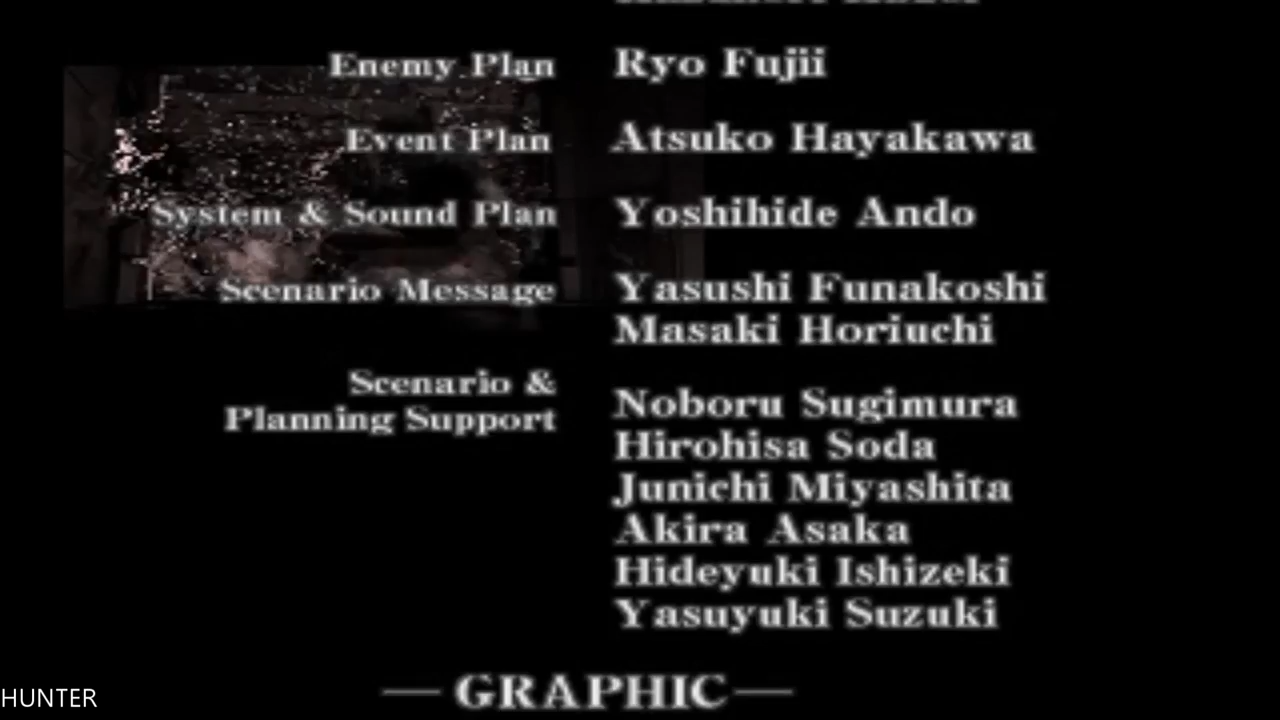 Enemy Plan Ryo Fujii
Event Plan Atsuko Hayakawa
System & Sound Plan Yoshihide Ando
Scenario Message Yasushi Funakoshi
Masaki Horiuchi
Scenario &
Planning Support
Noboru Sugimura
Hirohisa Soda
Junichi Miyashita
Akira Asaka
Hideyuki Ishizeki
Yasuyuki Suzuki
— GRAPHIC —
HUNTER